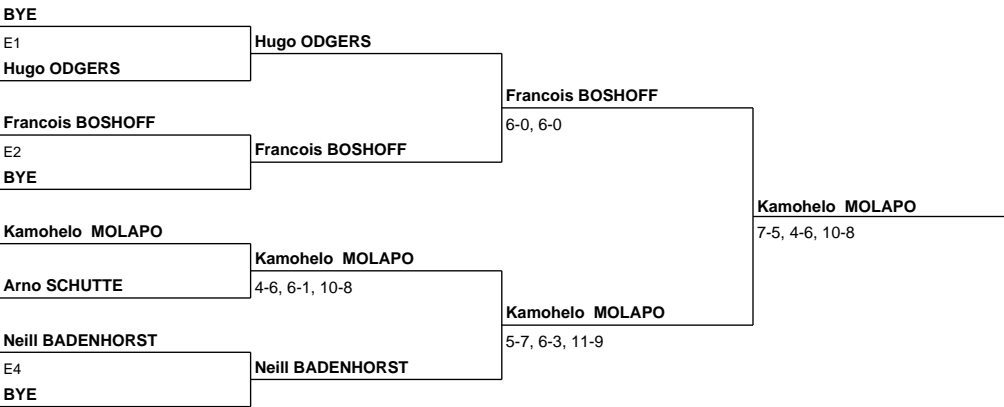 BYE
E1
Hugo ODGERS
Hugo ODGERS
Francois BOSHOFF
E2
BYE
Francois BOSHOFF
Francois BOSHOFF
6-0, 6-0
Kamohelo  MOLAPO
Arno SCHUTTE
Kamohelo  MOLAPO
4-6, 6-1, 10-8
Neill BADENHORST
E4
BYE
Neill BADENHORST
Kamohelo  MOLAPO
5-7, 6-3, 11-9
Kamohelo  MOLAPO
7-5, 4-6, 10-8